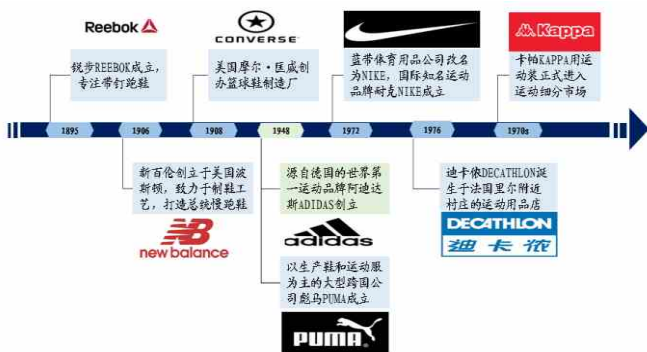 Reebok
CONVERSE
NIKE
Kappa
锐步REEBOK成立，
专注带钉跑鞋
美国摩尔·匡威创
办篮球鞋制造厂
蓝带体育用品公司改名
为NIKE，国际知名运动
品牌耐克NIKE成立
卡帕KAPPA用运
动装正式进入
运动细分市场
1895
1906
1908
1948
1972
1976
1970s
新百伦创立于美国波
斯顿，致力于制鞋工
艺，打造总统慢跑鞋
源自德国的世界第
一运动品牌阿迪达
斯ADIDAS创立
迪卡侬DECATHLON诞
生于法国里尔附近
村庄的运动用品店
NB
new balance
adidas
DECATHLON
迪卡侬
以生产鞋和运动服
为主的大型跨国公
司彪马PUMA成立
PUMA